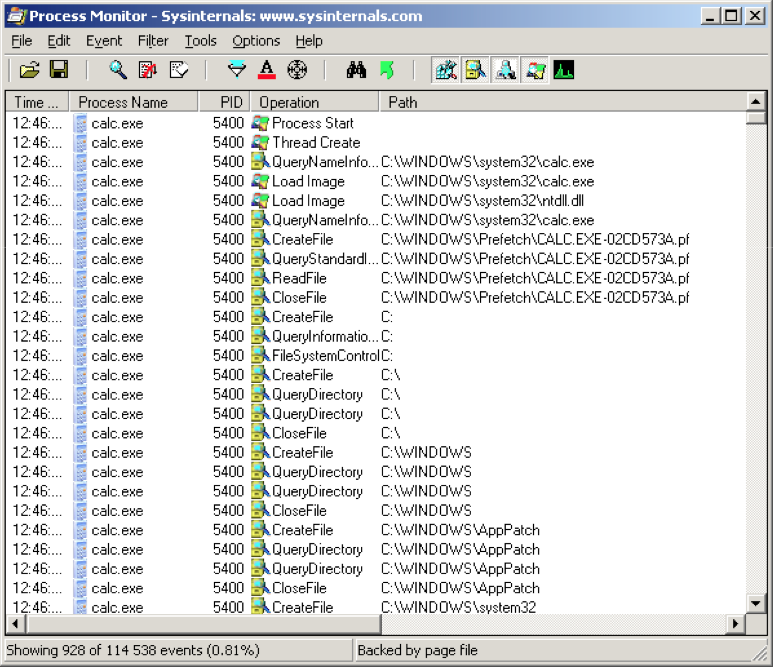 Process Monitor - Sysinternals: www.sysinternals.com
File Edit Event Filter Tools Options Help
Time ... Process Name PID Operation Path
12:46:... calc.exe 5400 Process Start
12:46:... calc.exe 5400 Thread Create
12:46:... calc.exe 5400 QueryNameInfo... C:\WINDOWS\system32\calc.exe
12:46:... calc.exe 5400 Load Image C:\WINDOWS\system32\calc.exe
12:46:... calc.exe 5400 Load Image C:\WINDOWS\system32\ntdll.dll
12:46:... calc.exe 5400 QueryNameInfo... C:\WINDOWS\system32\calc.exe
12:46:... calc.exe 5400 CreateFile C:\WINDOWS\Prefetch\CALC.EXE-02CD573A.pf
12:46:... calc.exe 5400 QueryStandardI... C:\WINDOWS\Prefetch\CALC.EXE-02CD573A.pf
12:46:... calc.exe 5400 ReadFile C:\WINDOWS\Prefetch\CALC.EXE-02CD573A.pf
12:46:... calc.exe 5400 CloseFile C:\WINDOWS\Prefetch\CALC.EXE-02CD573A.pf
12:46:... calc.exe 5400 CreateFile C:
12:46:... calc.exe 5400 QueryInformatio... C:
12:46:... calc.exe 5400 FileSystemControl C:
12:46:... calc.exe 5400 CreateFile C:\
12:46:... calc.exe 5400 QueryDirectory C:\
12:46:... calc.exe 5400 QueryDirectory C:\
12:46:... calc.exe 5400 CloseFile C:\
12:46:... calc.exe 5400 CreateFile C:\WINDOWS
12:46:... calc.exe 5400 QueryDirectory C:\WINDOWS
12:46:... calc.exe 5400 QueryDirectory C:\WINDOWS
12:46:... calc.exe 5400 CloseFile C:\WINDOWS
12:46:... calc.exe 5400 CreateFile C:\WINDOWS\AppPatch
12:46:... calc.exe 5400 QueryDirectory C:\WINDOWS\AppPatch
12:46:... calc.exe 5400 QueryDirectory C:\WINDOWS\AppPatch
12:46:... calc.exe 5400 CloseFile C:\WINDOWS\AppPatch
12:46:... calc.exe 5400 CreateFile C:\WINDOWS\system32
Showing 928 of 114 538 events (0.81%) Backed by page file